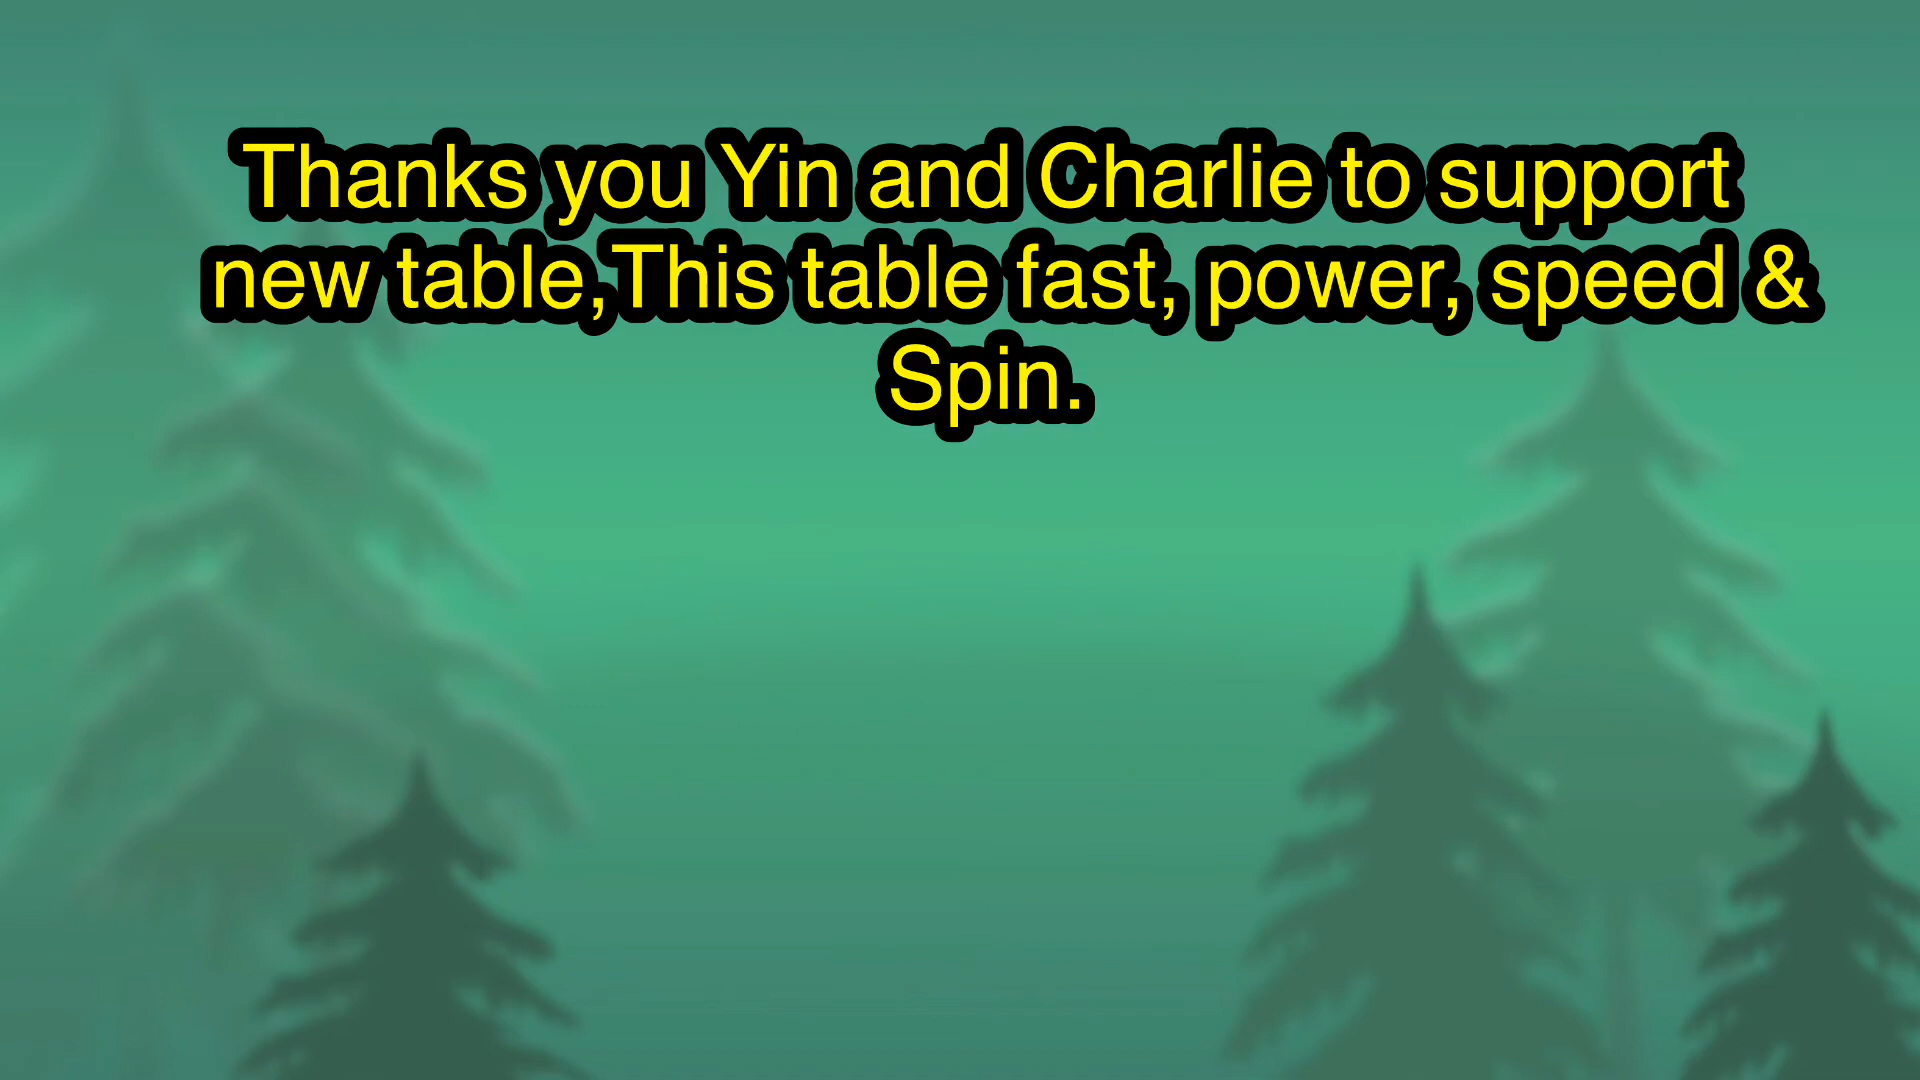 Thanks you Yin and Charlie to support
new table,This table fast, power, speed &
Spin.